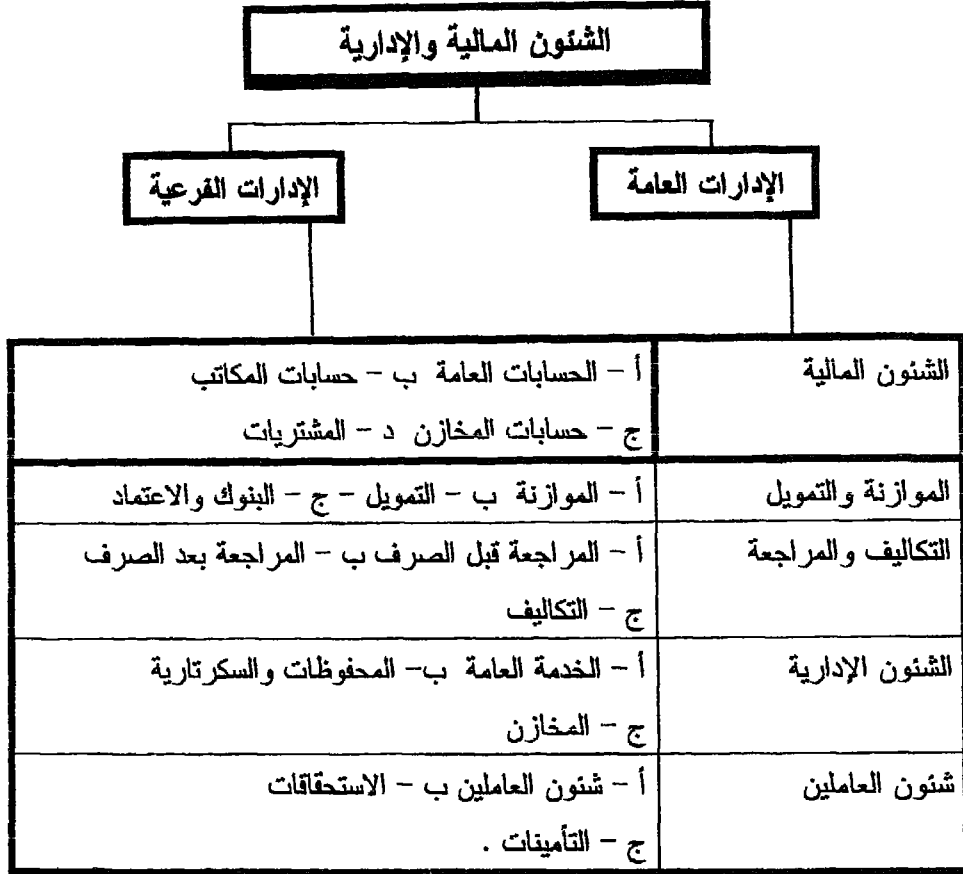 الشئون المالية والإدارية
الإدارات العامة
الإدارات الفرعية
الشئون المالية
أ – الحسابات العامة ب – حسابات المكاتب
ج – حسابات المخازن د – المشتريات
الموازنة والتمويل
أ – الموازنة ب – التمويل – ج – البنوك والاعتماد
التكاليف والمراجعة
أ – المراجعة قبل الصرف ب – المراجعة بعد الصرف
ج – التكاليف
الشئون الإدارية
أ – الخدمة العامة ب– المحفوظات والسكرتارية
ج – المخازن
شئون العاملين
أ – شئون العاملين ب – الاستحقاقات
ج – التأمينات .